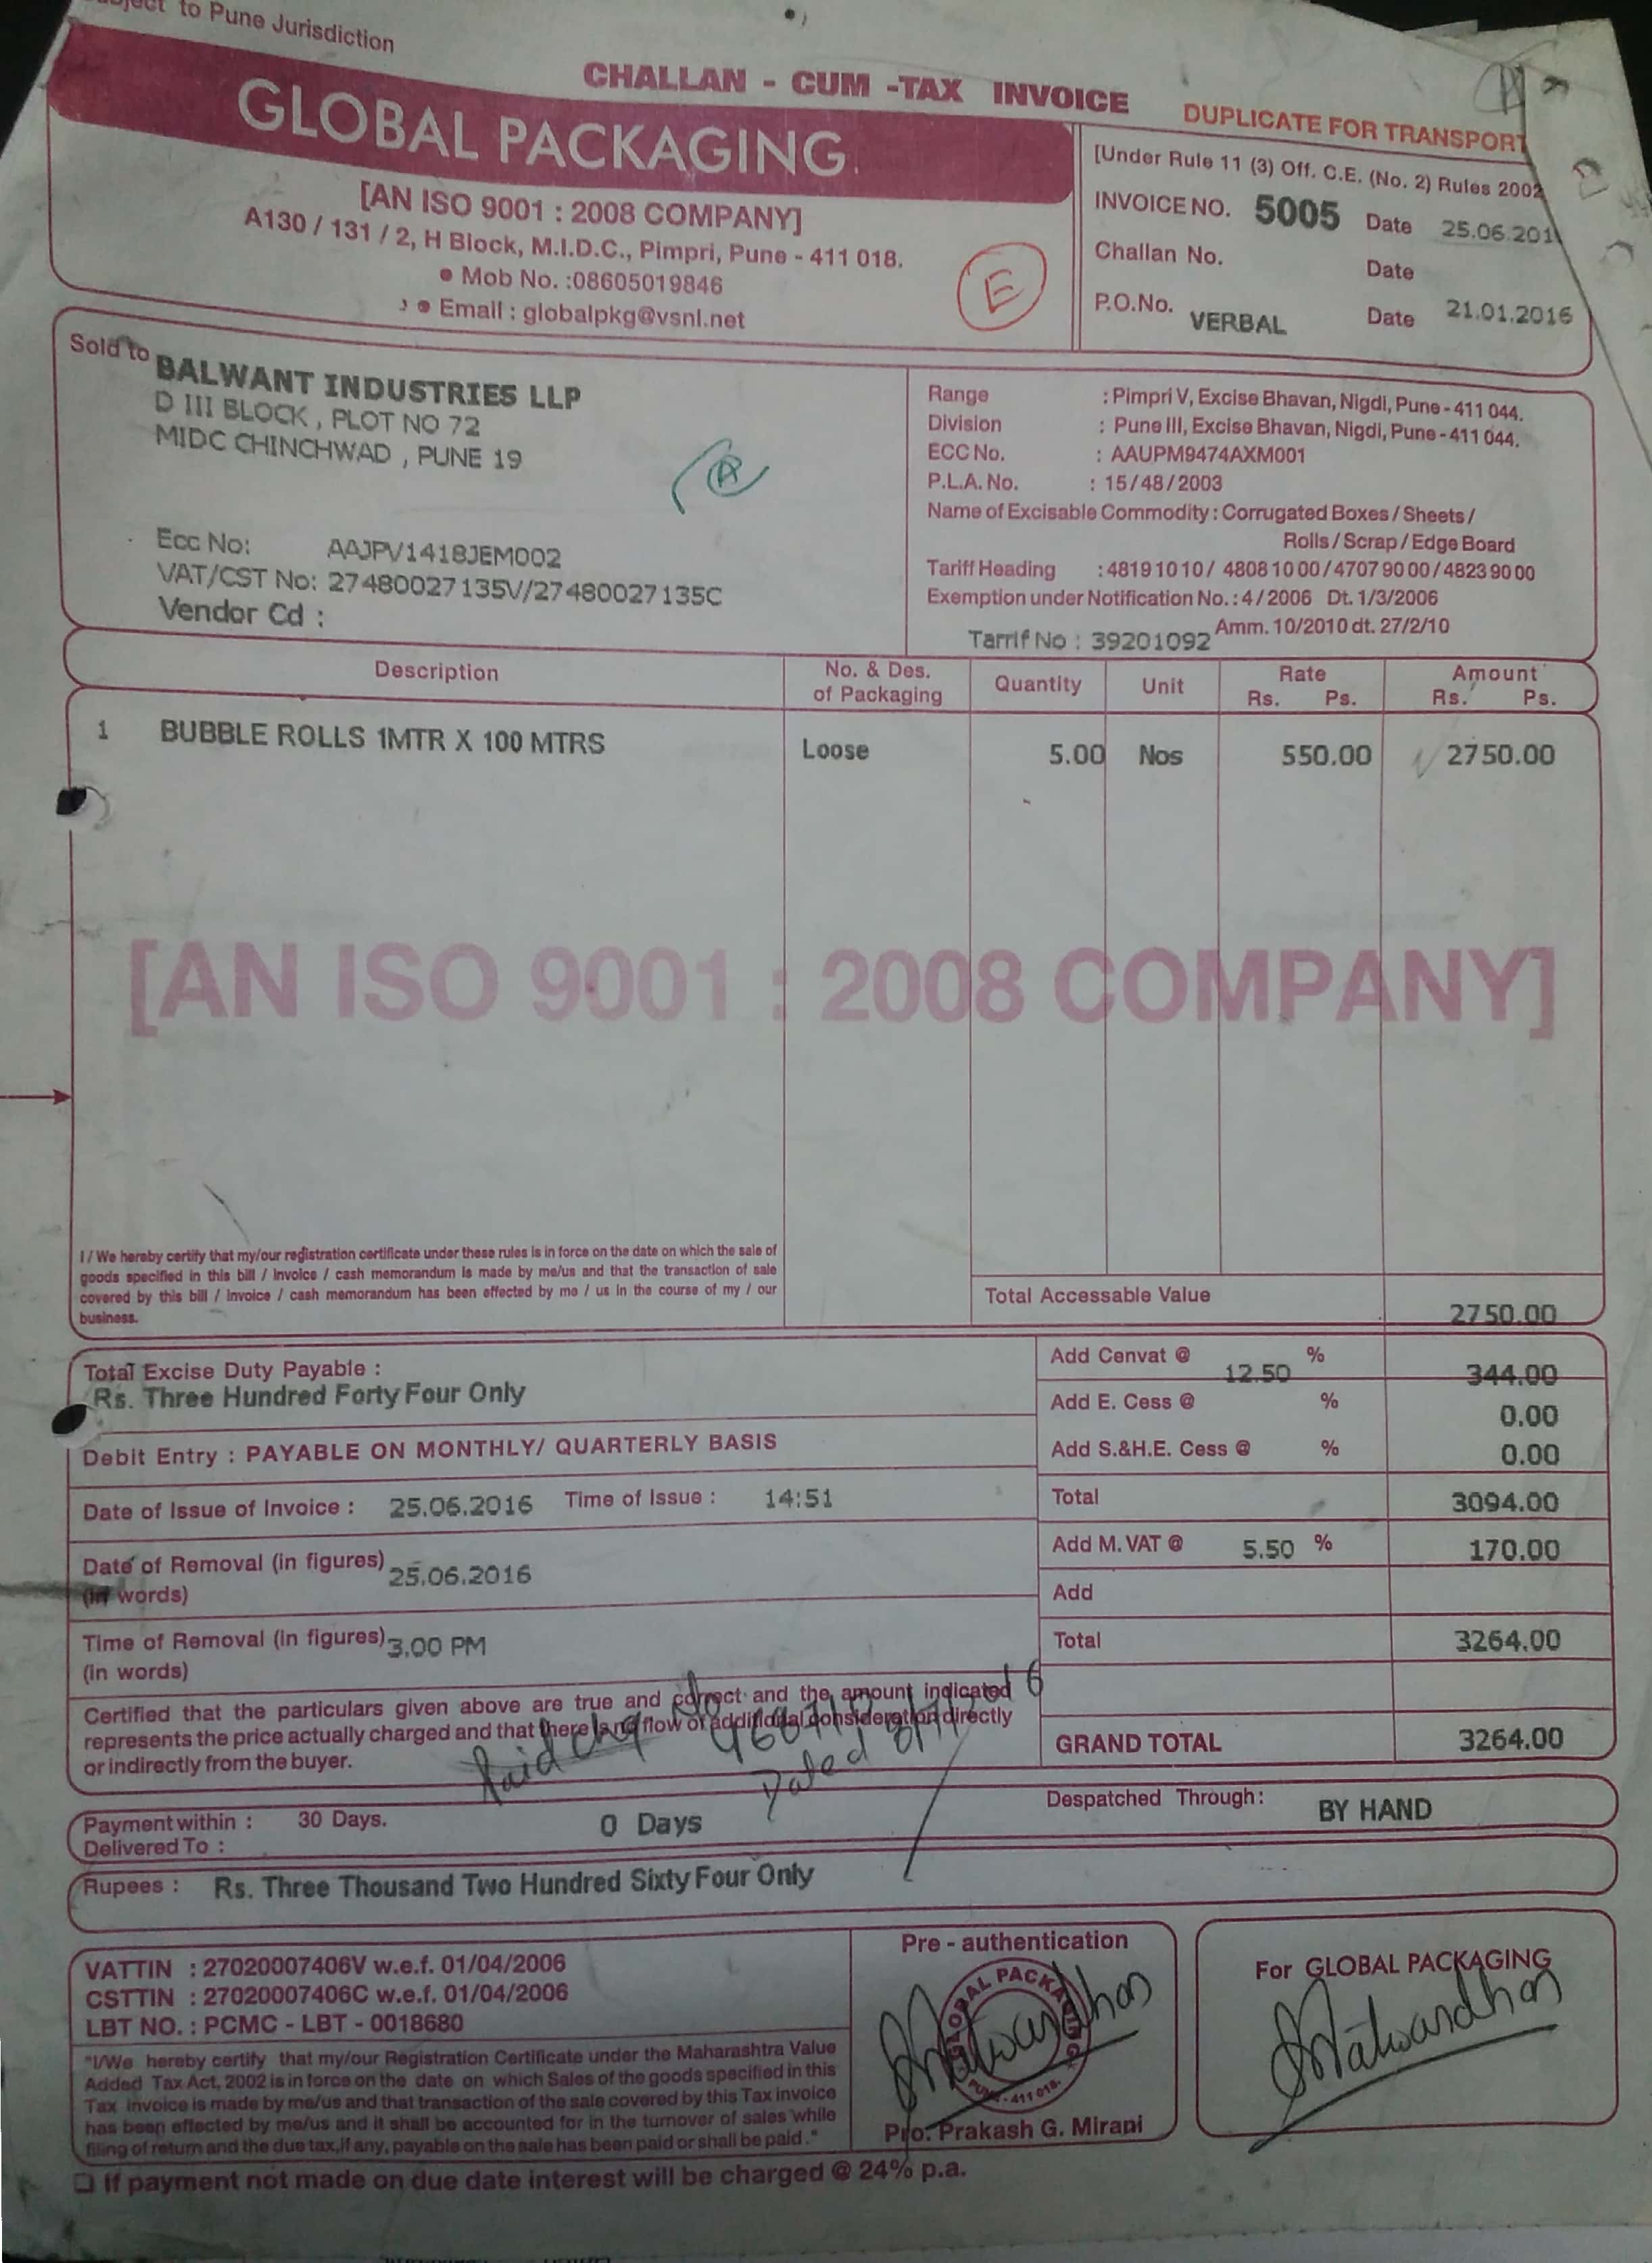 to Pune Jurisdiction
CHALLAN - CUM -TAX INVOICE
DUPLICATE FOR TRANSPORT
GLOBAL PACKAGING
[AN ISO 9001 : 2008 COMPANY]
A130 / 131 / 2, H Block, M.I.D.C., Pimpri, Pune - 411 018.
● Mob No. :08605019846
● Email : globalpkg@vsnl.net
E
[Under Rule 11 (3) Off. C.E. (No. 2) Rules 2002
INVOICE NO. 5005 Date 25.06.201
Challan No. Date
P.O.No. VERBAL Date 21.01.2016
Sold to BALWANT INDUSTRIES LLP
D III BLOCK , PLOT NO 72
MIDC CHINCHWAD , PUNE 19
Ecc No: AAJPV1418JEM002
VAT/CST No: 27480027135V//27480027135C
Vendor Cd :
Range : Pimpri V, Excise Bhavan, Nigdi, Pune - 411 044.
Division : Pune III, Excise Bhavan, Nigdi, Pune - 411 044.
ECC No. : AAUPM9474AXM001
P.L.A. No. : 15 / 48 / 2003
Name of Excisable Commodity : Corrugated Boxes / Sheets /
Rolls / Scrap / Edge Board
Tariff Heading : 4819 10 10 / 4808 10 00 / 4707 90 00 / 4823 90 00
Exemption under Notification No. : 4 / 2006 Dt. 1/3/2006
Amm. 10/2010 dt. 27/2/10
Tarrif No : 39201092
Description No. & Des. of Packaging Quantity Unit Rate Rs. Ps. Amount Rs. Ps.
1 BUBBLE ROLLS 1MTR X 100 MTRS Loose 5.00 Nos 550.00 2750.00
[AN ISO 9001 : 2008 COMPANY]
I / We hereby certify that my/our registration certificate under these rules is in force on the date on which the sale of
goods specified in this bill / Invoice / cash memorandum is made by me/us and that the transaction of sale
covered by this bill / Invoice / cash memorandum has been effected by me / us in the course of my / our
business.
Total Accessable Value 2750.00
Total Excise Duty Payable :
Rs. Three Hundred Forty Four Only
Debit Entry : PAYABLE ON MONTHLY/ QUARTERLY BASIS
Date of Issue of Invoice : 25.06.2016 Time of Issue : 14:51
Date of Removal (in figures) 25.06.2016
(in words)
Time of Removal (in figures) 3.00 PM
(in words)
Add Cenvat @ 12.50 % 344.00
Add E. Cess @ % 0.00
Add S.&H.E. Cess @ % 0.00
Total 3094.00
Add M. VAT @ 5.50 % 170.00
Add
Total 3264.00
GRAND TOTAL 3264.00
Certified that the particulars given above are true and correct and the amount indicated
represents the price actually charged and that there is no flow of additional consideration directly
or indirectly from the buyer.
Paid chq No
Dated
Payment within : 30 Days. 0 Days
Delivered To :
Despatched Through : BY HAND
Rupees : Rs. Three Thousand Two Hundred Sixty Four Only
VATTIN : 27020007406V w.e.f. 01/04/2006
CSTTIN : 27020007406C w.e.f. 01/04/2006
LBT NO. : PCMC - LBT - 0018680
"I/We hereby certify that my/our Registration Certificate under the Maharashtra Value
Added Tax Act, 2002 is in force on the date on which Sales of the goods specified in this
Tax invoice is made by me/us and that transaction of the sale covered by this Tax invoice
has been effected by me/us and it shall be accounted for in the turnover of sales while
filing of return and the due tax, if any, payable on the sale has been paid or shall be paid."
Pre - authentication
GLOBAL PACKAGING
PUNE - 411 018.
Pro. Prakash G. Mirani
For GLOBAL PACKAGING
If payment not made on due date interest will be charged @ 24% p.a.